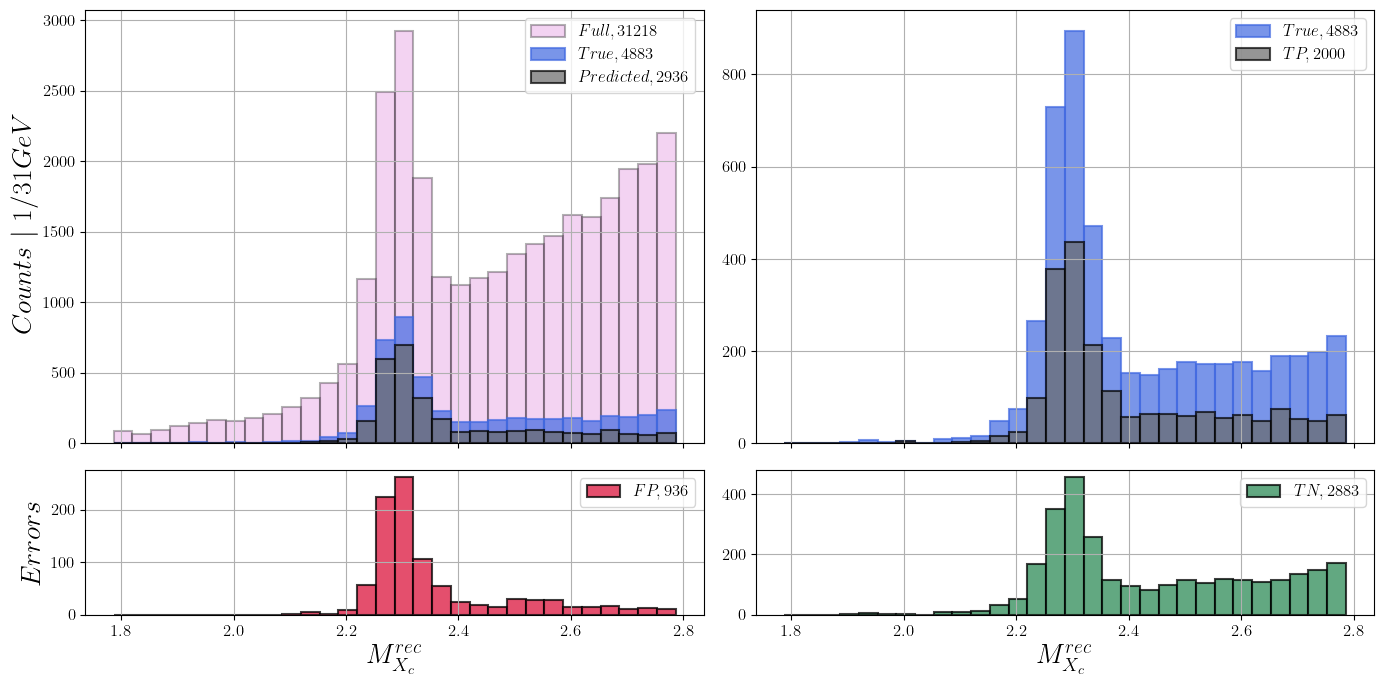 Counts | 1/31GeV
3000
2500
2000
1500
1000
500
0
Full, 31218
True, 4883
Predicted, 2936
800
600
400
200
0
True, 4883
TP, 2000
Errors
200
100
0
FP, 936
1.8 2.0 2.2 2.4 2.6 2.8
M_{X_c}^{rec}
400
200
0
TN, 2883
1.8 2.0 2.2 2.4 2.6 2.8
M_{X_c}^{rec}